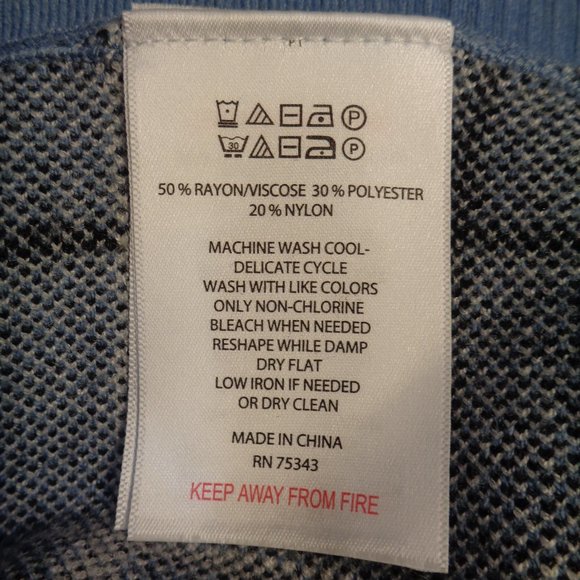 P
30 P
50 % RAYON/VISCOSE 30 % POLYESTER
20 % NYLON
MACHINE WASH COOL-
DELICATE CYCLE
WASH WITH LIKE COLORS
ONLY NON-CHLORINE
BLEACH WHEN NEEDED
RESHAPE WHILE DAMP
DRY FLAT
LOW IRON IF NEEDED
OR DRY CLEAN
MADE IN CHINA
RN 75343
KEEP AWAY FROM FIRE